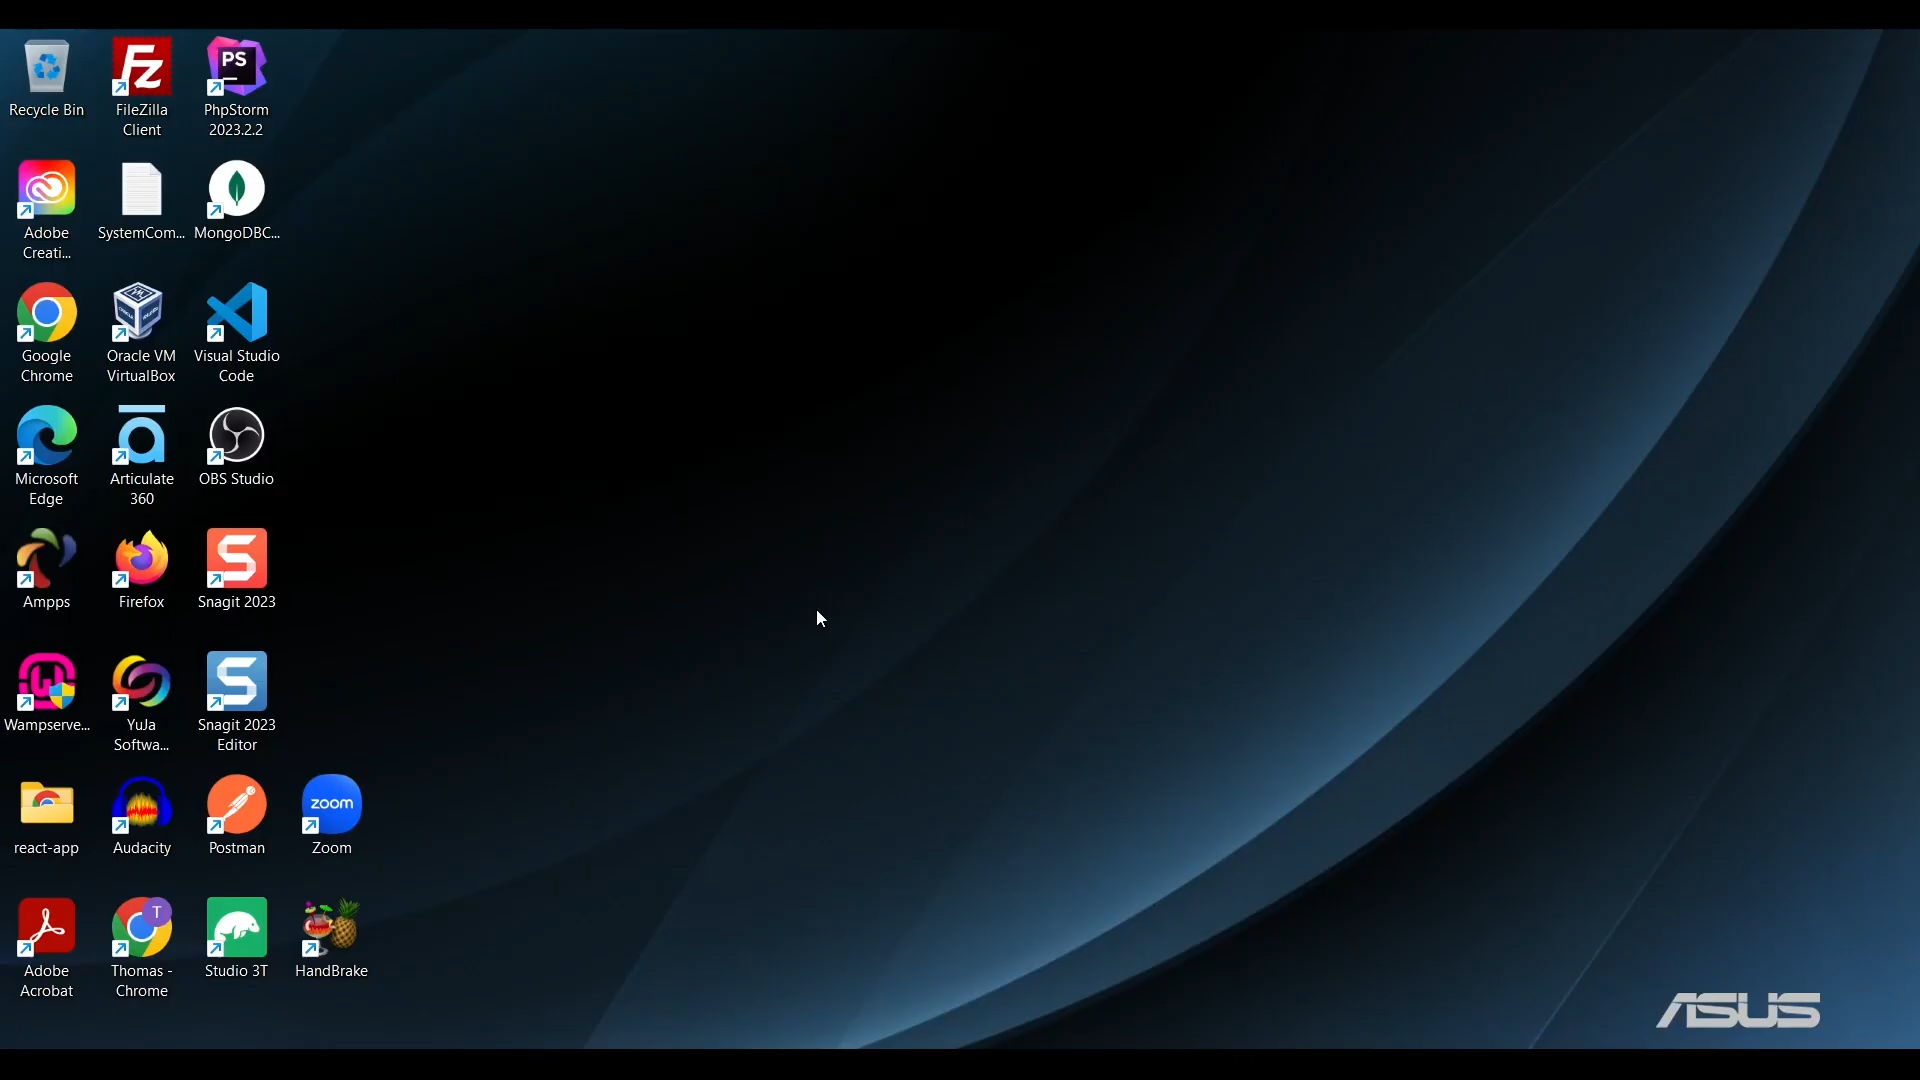 Recycle Bin
FileZilla
Client
PS
PhpStorm
2023.2.2
Adobe
Creati...
SystemCom...
MongoDBC...
Google
Chrome
Oracle VM
VirtualBox
Visual Studio
Code
Microsoft
Edge
Articulate
360
OBS Studio
Ampps
Firefox
Snagit 2023
Wampserve...
YuJa
Softwa...
Snagit 2023
Editor
react-app
Audacity
Postman
zoom
Zoom
Adobe
Acrobat
T
Thomas -
Chrome
Studio 3T
HandBrake
ASUS